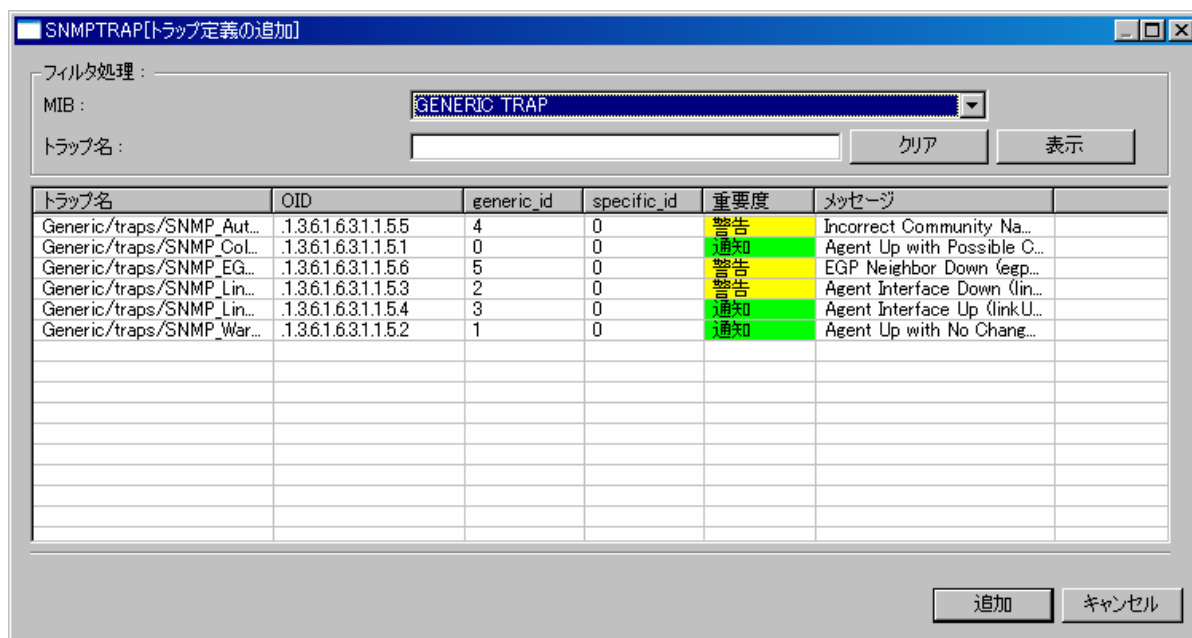 SNMPTRAP[トラップ定義の追加]
フィルタ処理：
MIB：
GENERIC TRAP
トラップ名：
クリア 表示
トラップ名 OID generic_id specific_id 重要度 メッセージ
Generic/traps/SNMP_Aut... .1.3.6.1.6.3.1.1.5.5 4 0 警告 Incorrect Community Na...
Generic/traps/SNMP_Col... .1.3.6.1.6.3.1.1.5.1 0 0 通知 Agent Up with Possible C...
Generic/traps/SNMP_EG... .1.3.6.1.6.3.1.1.5.6 5 0 警告 EGP Neighbor Down (egp...
Generic/traps/SNMP_Lin... .1.3.6.1.6.3.1.1.5.3 2 0 警告 Agent Interface Down (lin...
Generic/traps/SNMP_Lin... .1.3.6.1.6.3.1.1.5.4 3 0 通知 Agent Interface Up (linkU...
Generic/traps/SNMP_War... .1.3.6.1.6.3.1.1.5.2 1 0 通知 Agent Up with No Chang...
追加 キャンセル